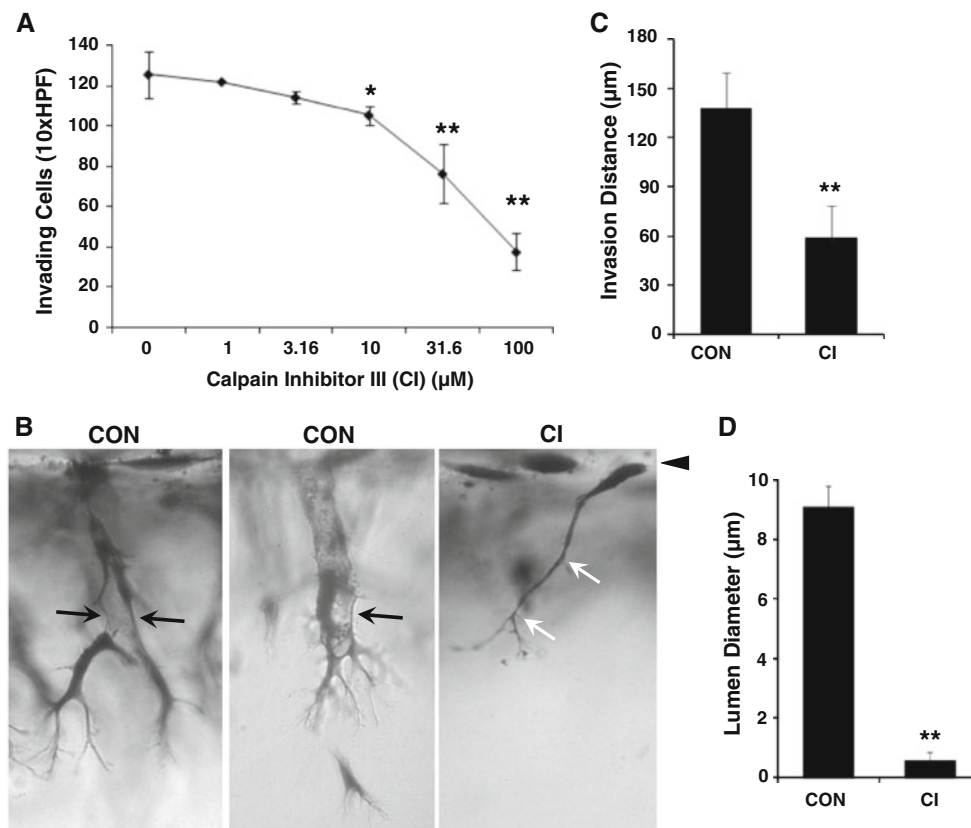 A
Invading Cells (10xHPF)
140
120
100
80
60
40
20
0
*
**
**
0 1 3.16 10 31.6 100
Calpain Inhibitor III (CI) (µM)
C
Invasion Distance (µm)
180
150
120
90
60
30
0
**
CON CI
B
CON CON CI
D
Lumen Diameter (µm)
10
8
6
4
2
0
**
CON CI